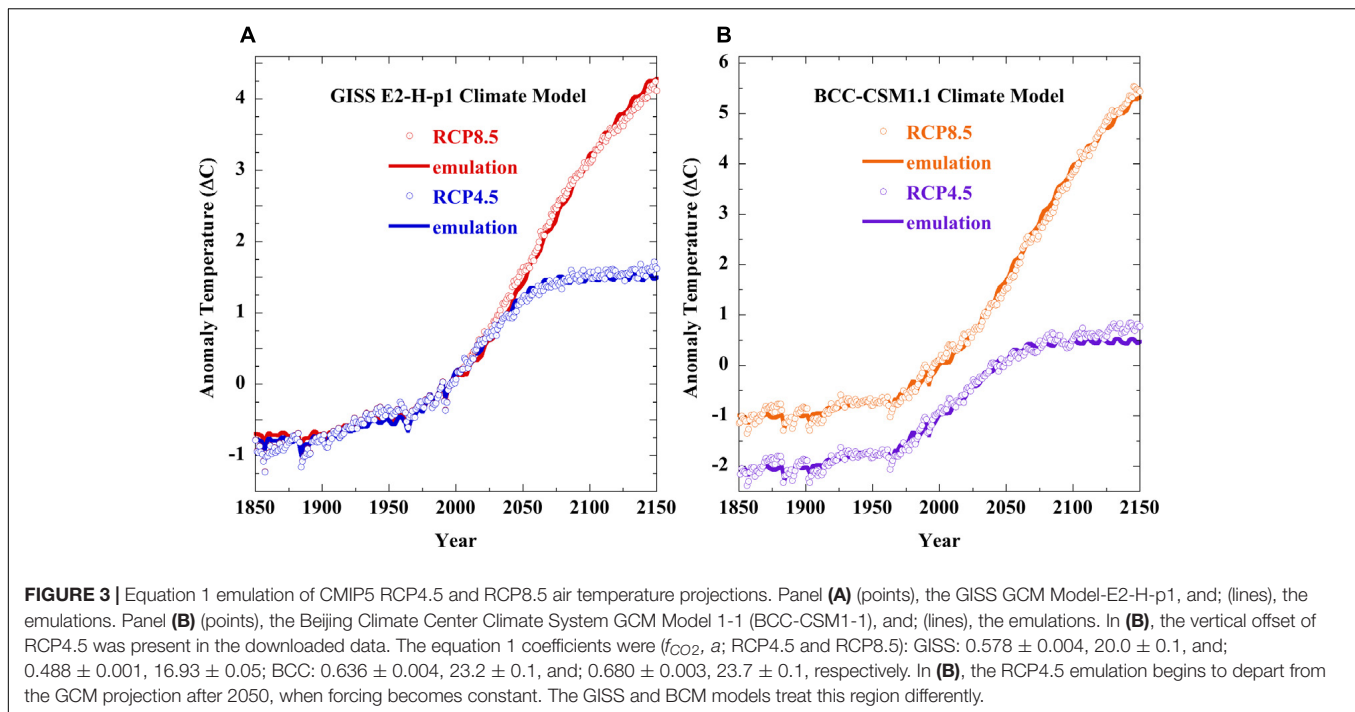 A
GISS E2-H-p1 Climate Model
RCP8.5
emulation
RCP4.5
emulation
Anomaly Temperature (ΔC)
4
3
2
1
0
-1
1850 1900 1950 2000 2050 2100 2150
Year
B
BCC-CSM1.1 Climate Model
RCP8.5
emulation
RCP4.5
emulation
Anomaly Temperature (ΔC)
6
5
4
3
2
1
0
-1
-2
1850 1900 1950 2000 2050 2100 2150
Year
FIGURE 3 | Equation 1 emulation of CMIP5 RCP4.5 and RCP8.5 air temperature projections. Panel (A) (points), the GISS GCM Model-E2-H-p1, and; (lines), the
emulations. Panel (B) (points), the Beijing Climate Center Climate System GCM Model 1-1 (BCC-CSM1-1), and; (lines), the emulations. In (B), the vertical offset of
RCP4.5 was present in the downloaded data. The equation 1 coefficients were (fCO2, a; RCP4.5 and RCP8.5): GISS: 0.578 ± 0.004, 20.0 ± 0.1, and;
0.488 ± 0.001, 16.93 ± 0.05; BCC: 0.636 ± 0.004, 23.2 ± 0.1, and; 0.680 ± 0.003, 23.7 ± 0.1, respectively. In (B), the RCP4.5 emulation begins to depart from
the GCM projection after 2050, when forcing becomes constant. The GISS and BCM models treat this region differently.